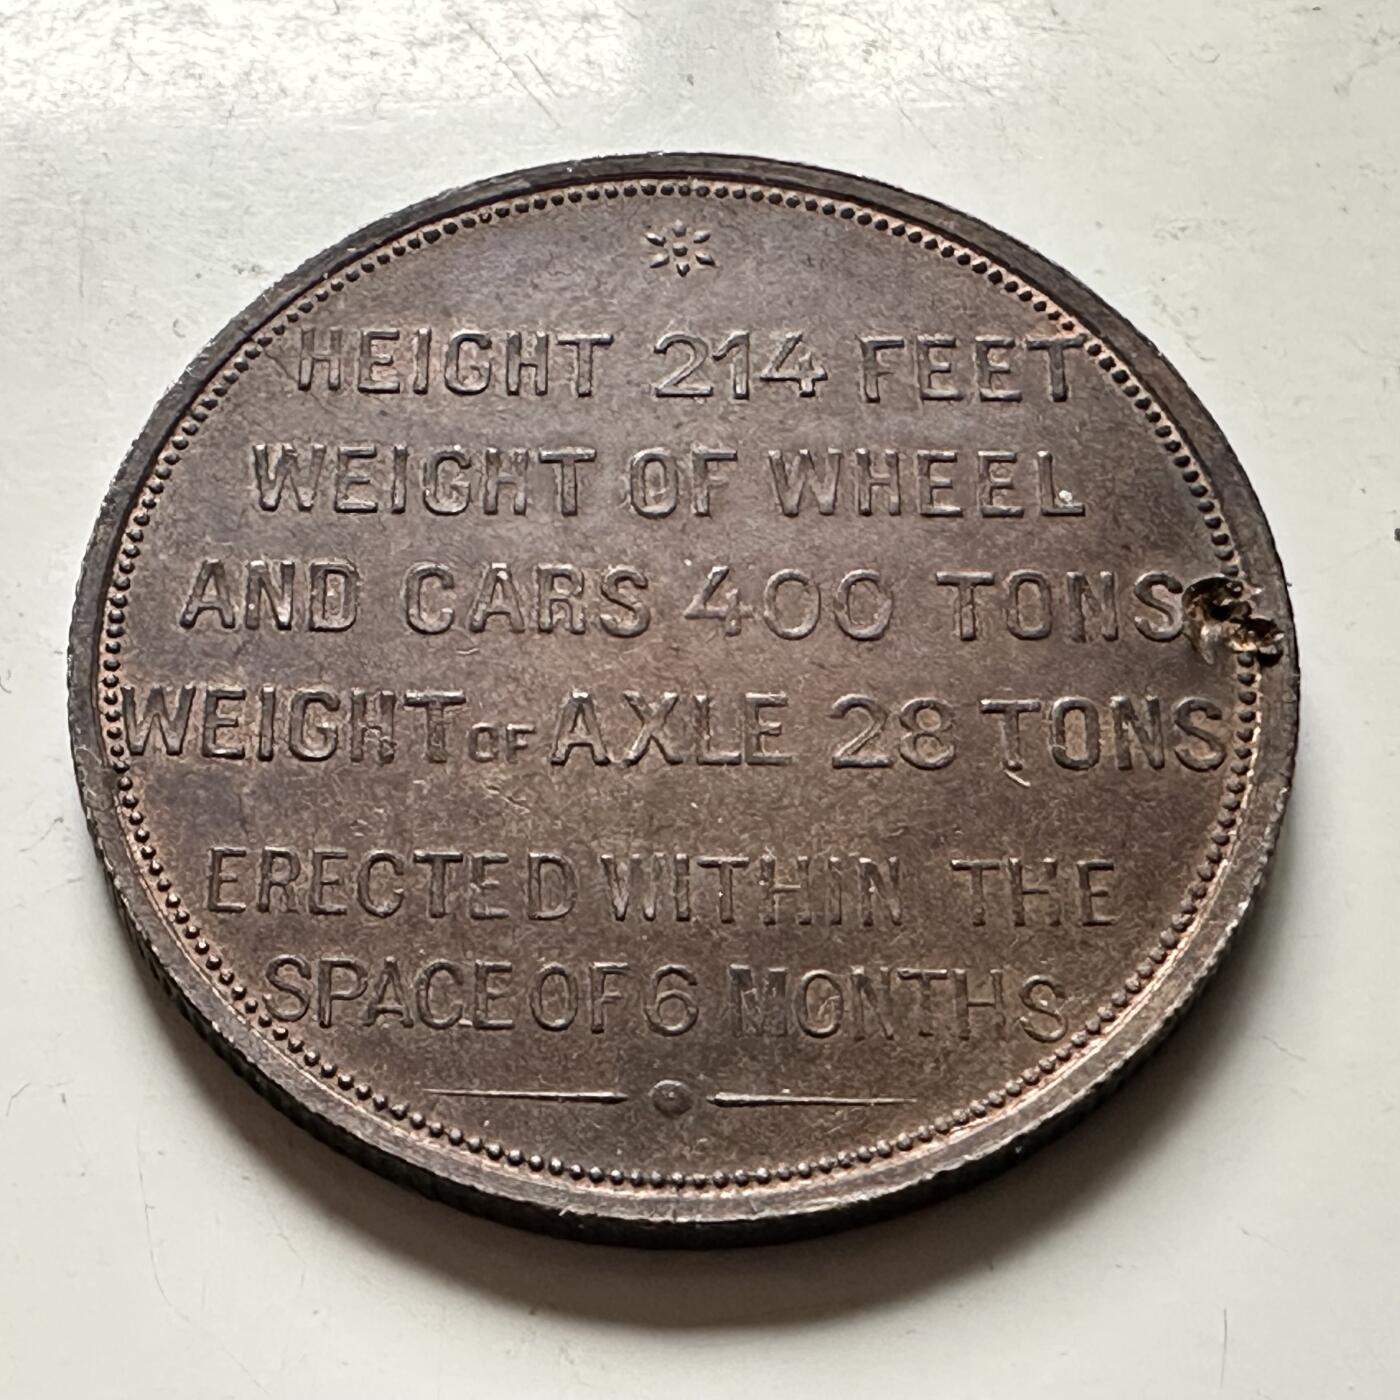 HEIGHT 214 FEET
WEIGHT OF WHEEL
AND CARS 400 TONS
WEIGHT OF AXLE 28 TONS
ERECTED WITHIN THE
SPACE OF 6 MONTHS